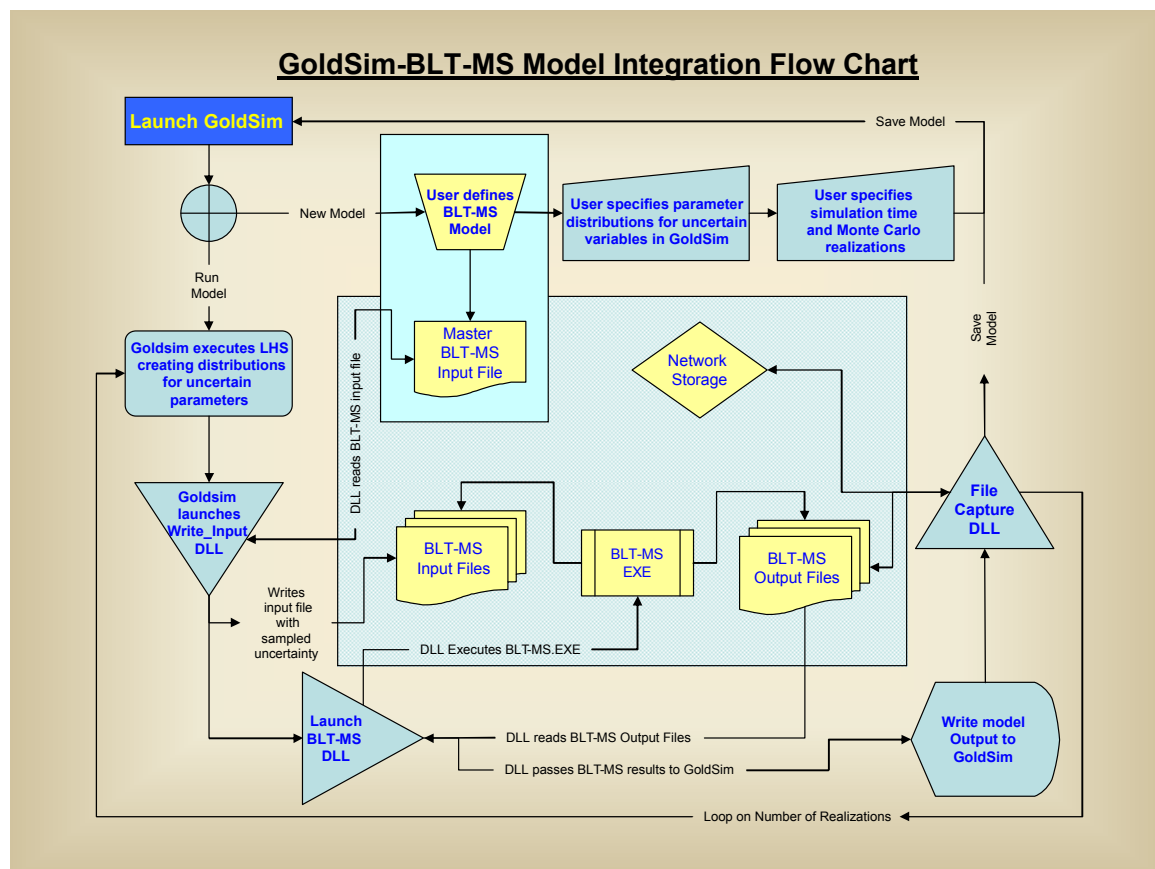 GoldSim-BLT-MS Model Integration Flow Chart
Launch GoldSim
Save Model
New Model
User defines
BLT-MS
Model
User specifies parameter
distributions for uncertain
variables in GoldSim
User specifies
simulation time
and Monte Carlo
realizations
Run
Model
Save
Model
Goldsim executes LHS
creating distributions
for uncertain
parameters
DLL reads BLT-MS input file
Master
BLT-MS
Input File
Network
Storage
Goldsim
launches
Write_Input
DLL
File
Capture
DLL
BLT-MS
Input Files
BLT-MS
EXE
BLT-MS
Output Files
Writes
input file
with
sampled
uncertainty
DLL Executes BLT-MS.EXE
Launch
BLT-MS
DLL
DLL reads BLT-MS Output Files
DLL passes BLT-MS results to GoldSim
Write model
Output to
GoldSim
Loop on Number of Realizations